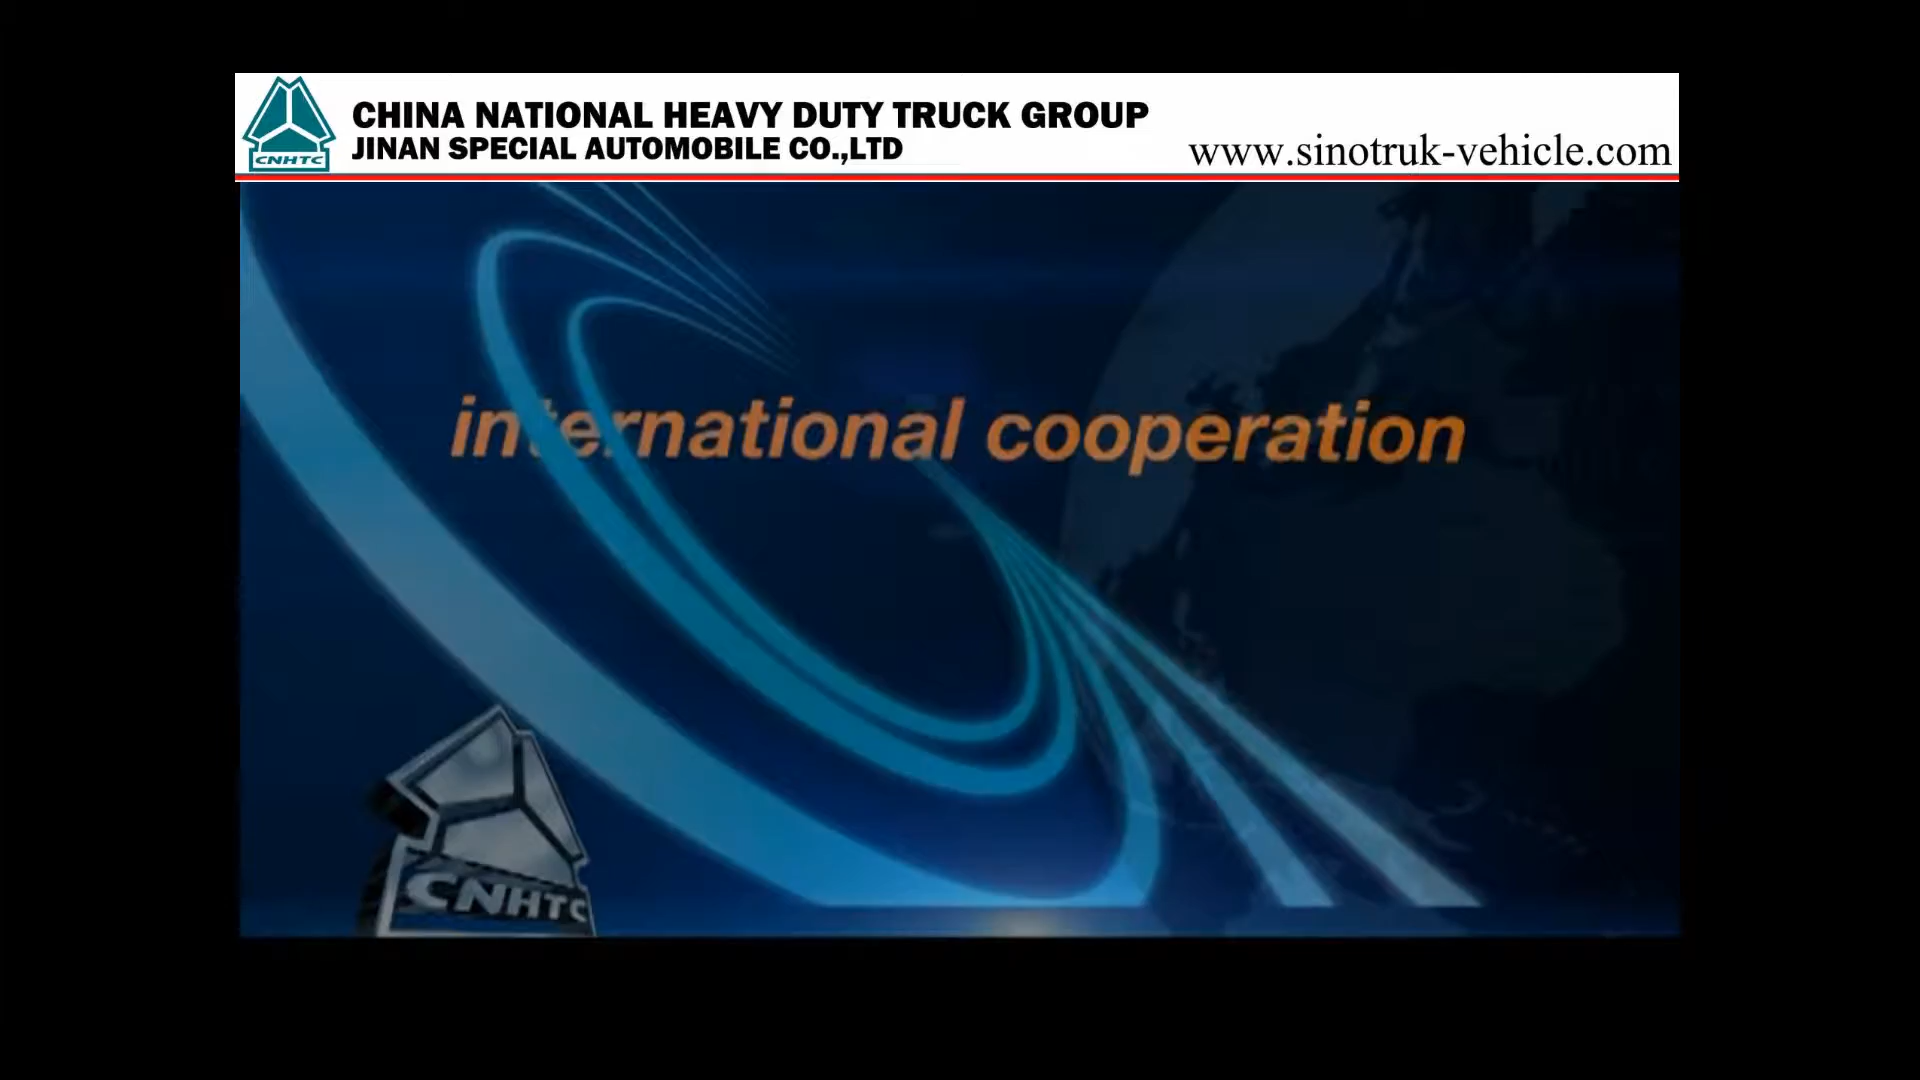 CHINA NATIONAL HEAVY DUTY TRUCK GROUP
JINAN SPECIAL AUTOMOBILE CO.,LTD
CNHTC
www.sinotruk-vehicle.com
international cooperation
CNHTC